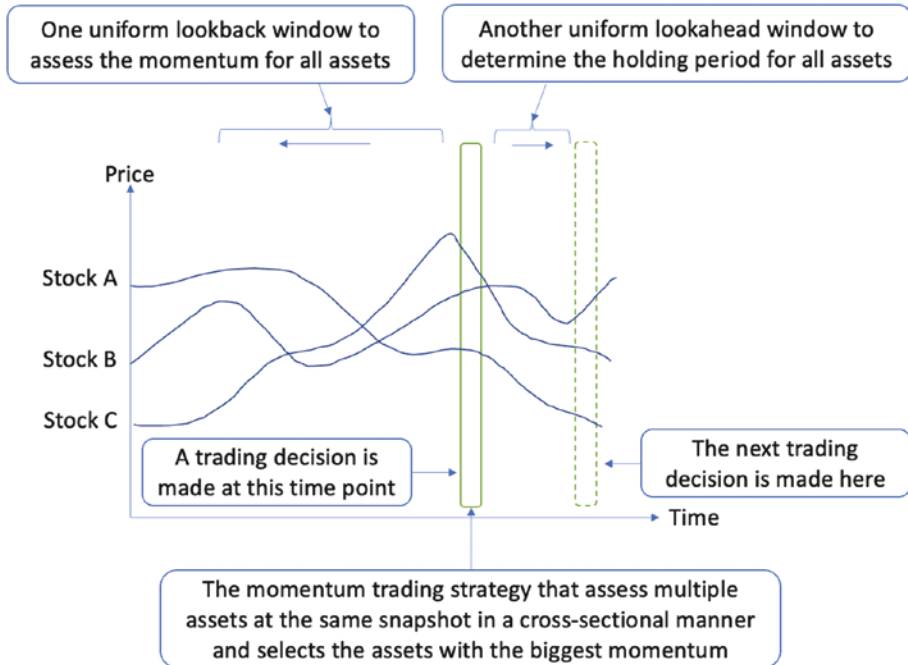 One uniform lookback window to
assess the momentum for all assets
Another uniform lookahead window to
determine the holding period for all assets
Price
Stock A
Stock B
Stock C
A trading decision is
made at this time point
The next trading
decision is made here
Time
The momentum trading strategy that assess multiple
assets at the same snapshot in a cross-sectional manner
and selects the assets with the biggest momentum